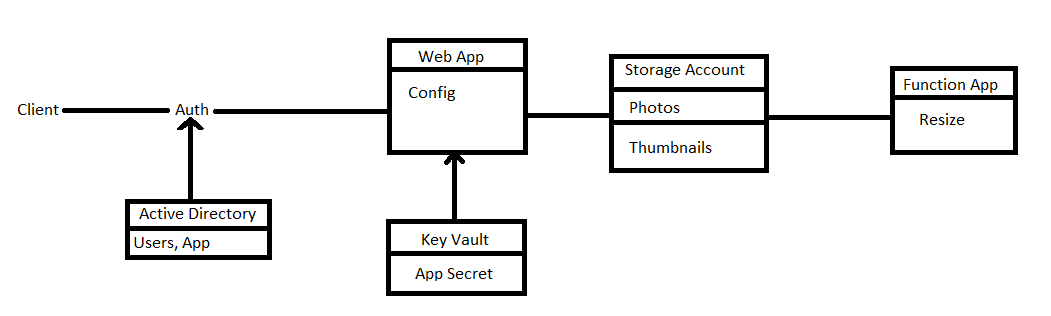 Client
Auth
Active Directory
Users, App
Web App
Config
Key Vault
App Secret
Storage Account
Photos
Thumbnails
Function App
Resize